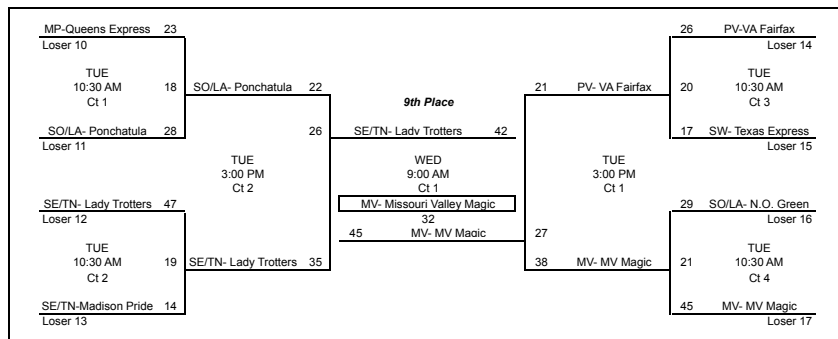 MP-Queens Express 23
Loser 10
TUE
10:30 AM
Ct 1
18
SO/LA- Ponchatula 28
Loser 11
SO/LA- Ponchatula 22
SE/TN- Lady Trotters 47
Loser 12
TUE
10:30 AM
Ct 2
19
SE/TN-Madison Pride 14
Loser 13
SE/TN- Lady Trotters 35
TUE
3:00 PM
Ct 2
26
9th Place
SE/TN- Lady Trotters 42
WED
9:00 AM
Ct 1
MV- Missouri Valley Magic
32
45 MV- MV Magic
21 PV- VA Fairfax
TUE
3:00 PM
Ct 1
27
38 MV- MV Magic
26 PV-VA Fairfax
Loser 14
TUE
10:30 AM
Ct 3
20
17 SW- Texas Express
Loser 15
29 SO/LA- N.O. Green
Loser 16
TUE
10:30 AM
Ct 4
21
45 MV- MV Magic
Loser 17